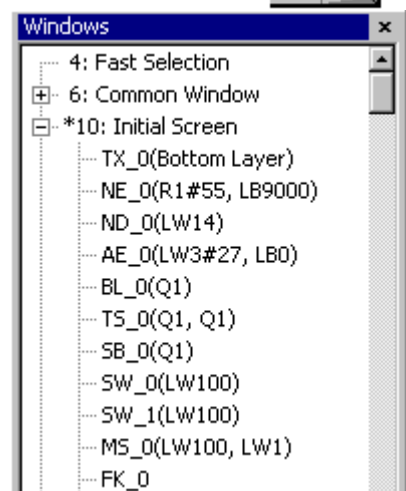 Windows
4: Fast Selection
6: Common Window
*10: Initial Screen
TX_0(Bottom Layer)
NE_0(R1#55, LB9000)
ND_0(LW14)
AE_0(LW3#27, LB0)
BL_0(Q1)
TS_0(Q1, Q1)
SB_0(Q1)
SW_0(LW100)
SW_1(LW100)
MS_0(LW100, LW1)
FK_0